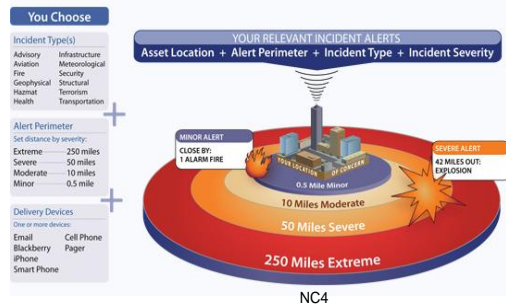 You Choose
Incident Type(s)
Advisory Infrastructure
Aviation Meteorological
Fire Security
Geophysical Structural
Hazmat Terrorism
Health Transportation
Alert Perimeter
Set distance by severity:
Extreme 250 miles
Severe 50 miles
Moderate 10 miles
Minor 0.5 mile
Delivery Devices
One or more devices:
Email Cell Phone
Blackberry Pager
iPhone
Smart Phone
YOUR RELEVANT INCIDENT ALERTS
Asset Location + Alert Perimeter + Incident Type + Incident Severity
MINOR ALERT
CLOSE BY:
1 ALARM FIRE
SEVERE ALERT
42 MILES OUT:
EXPLOSION
YOUR LOCATION OF CONCERN
0.5 Mile Minor
10 Miles Moderate
50 Miles Severe
250 Miles Extreme
NC4